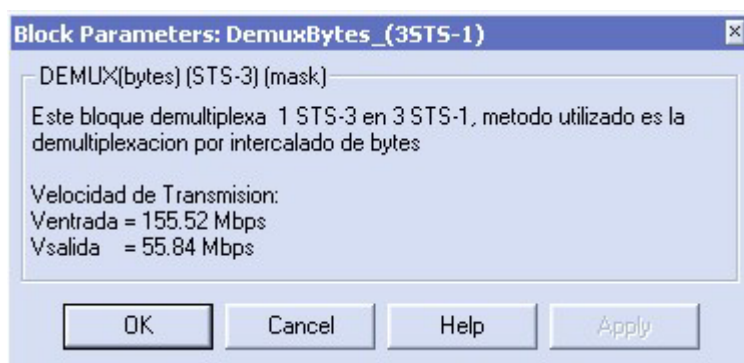 Block Parameters: DemuxBytes_(3STS-1)
DEMUX(bytes) (STS-3) (mask)
Este bloque demultiplexa 1 STS-3 en 3 STS-1, metodo utilizado es la
demultiplexacion por intercalado de bytes
Velocidad de Transmision:
Ventrada = 155.52 Mbps
Vsalida = 55.84 Mbps
OK Cancel Help Apply